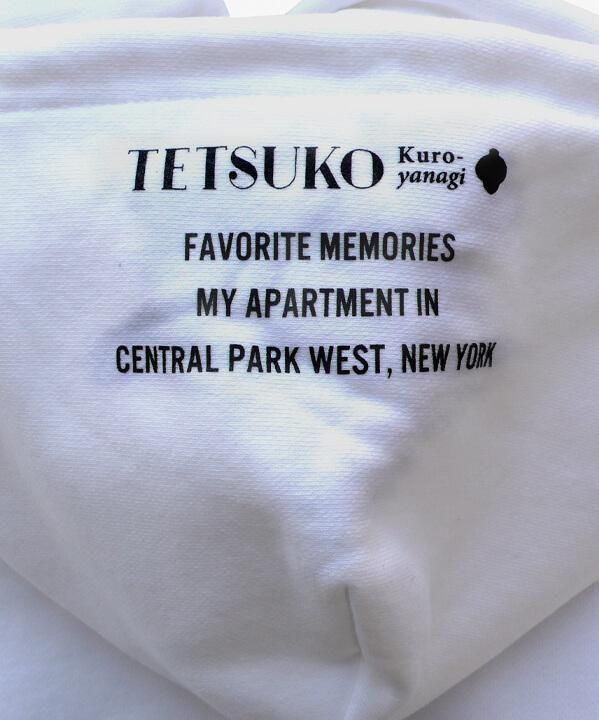 TETSUKO Kuro-
yanagi
FAVORITE MEMORIES
MY APARTMENT IN
CENTRAL PARK WEST, NEW YORK